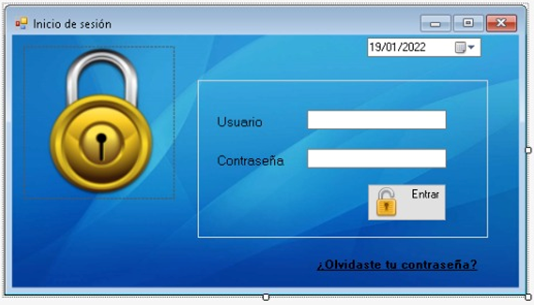 Inicio de sesión
19/01/2022
Usuario
Contraseña
Entrar
¿Olvidaste tu contraseña?